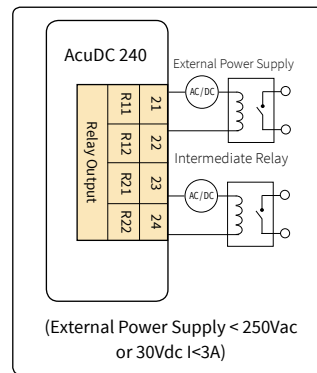 AcuDC 240
External Power Supply
AC/DC
R11 21
R12 22
Intermediate Relay
Relay Output
R21 23
AC/DC
R22 24
(External Power Supply < 250Vac
or 30Vdc I<3A)